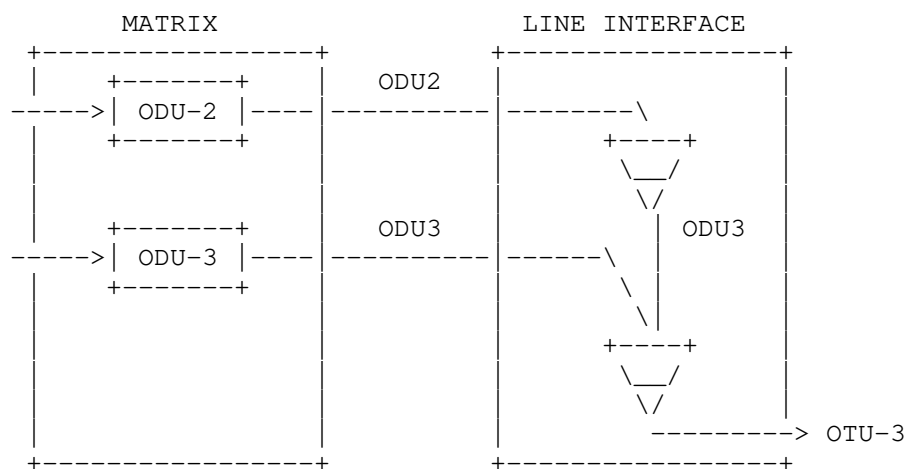 MATRIX LINE INTERFACE
ODU2
ODU-2
ODU3 ODU3
ODU-3
OTU-3